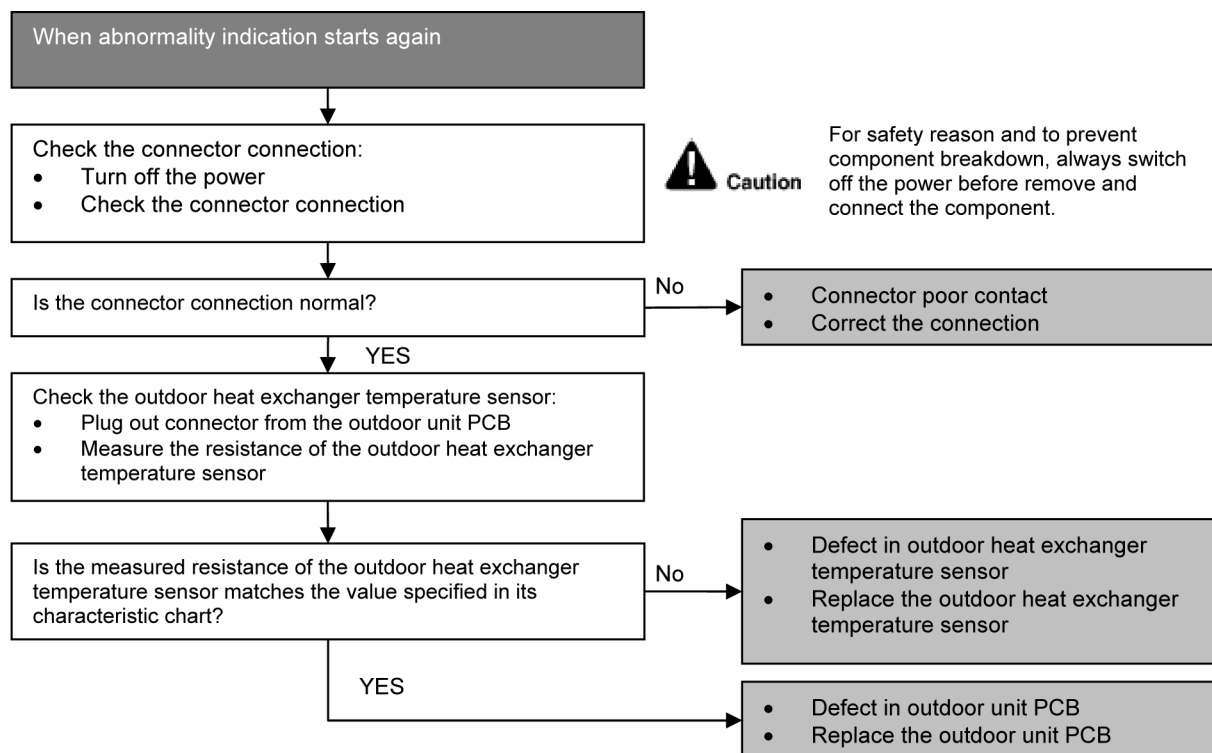 When abnormality indication starts again
Check the connector connection:
• Turn off the power
• Check the connector connection
Caution
For safety reason and to prevent
component breakdown, always switch
off the power before remove and
connect the component.
Is the connector connection normal?
No
• Connector poor contact
• Correct the connection
YES
Check the outdoor heat exchanger temperature sensor:
• Plug out connector from the outdoor unit PCB
• Measure the resistance of the outdoor heat exchanger
temperature sensor
Is the measured resistance of the outdoor heat exchanger
temperature sensor matches the value specified in its
characteristic chart?
No
• Defect in outdoor heat exchanger
temperature sensor
• Replace the outdoor heat exchanger
temperature sensor
YES
• Defect in outdoor unit PCB
• Replace the outdoor unit PCB